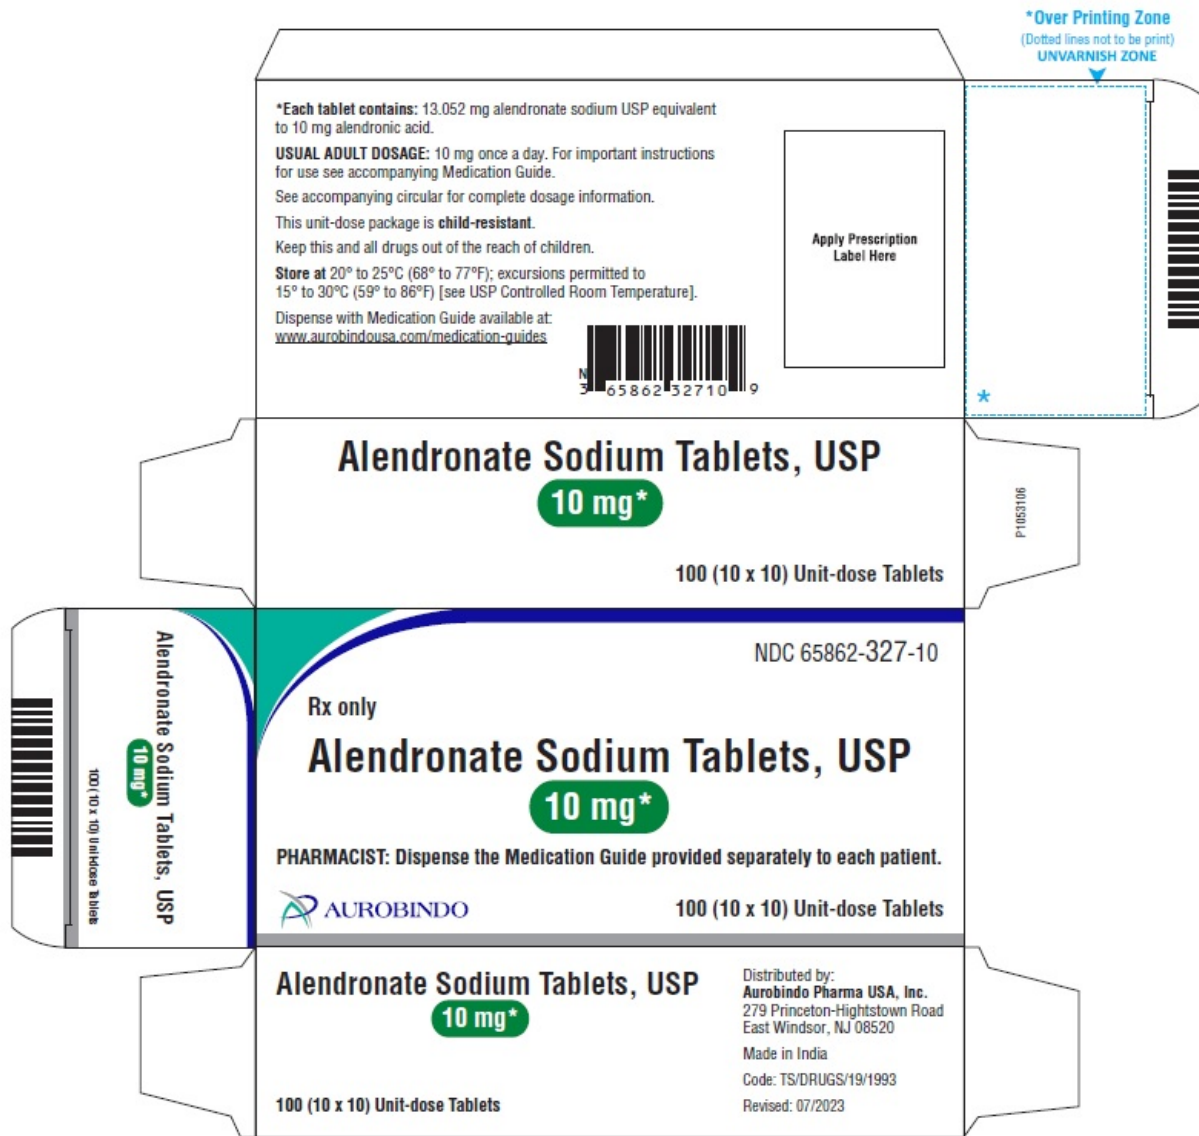 *Over Printing Zone
(Dotted lines not to be print)
UNVARNISH ZONE
*Each tablet contains: 13.052 mg alendronate sodium USP equivalent
to 10 mg alendronic acid.
USUAL ADULT DOSAGE: 10 mg once a day. For important instructions
for use see accompanying Medication Guide.
See accompanying circular for complete dosage information.
This unit-dose package is child-resistant.
Keep this and all drugs out of the reach of children.
Store at 20° to 25°C (68° to 77°F); excursions permitted to
15° to 30°C (59° to 86°F) [see USP Controlled Room Temperature].
Dispense with Medication Guide available at:
www.aurobindousa.com/medication-guides
N
3 65862 32710 9
Apply Prescription
Label Here
*
Alendronate Sodium Tablets, USP
10 mg*
100 (10 x 10) Unit-dose Tablets
P1053106
Alendronate Sodium Tablets, USP
10 mg*
100 (10 x 10) Unit-dose Tablets
NDC 65862-327-10
Rx only
Alendronate Sodium Tablets, USP
10 mg*
PHARMACIST: Dispense the Medication Guide provided separately to each patient.
AUROBINDO
100 (10 x 10) Unit-dose Tablets
Alendronate Sodium Tablets, USP
10 mg*
100 (10 x 10) Unit-dose Tablets
Distributed by:
Aurobindo Pharma USA, Inc.
279 Princeton-Hightstown Road
East Windsor, NJ 08520
Made in India
Code: TS/DRUGS/19/1993
Revised: 07/2023